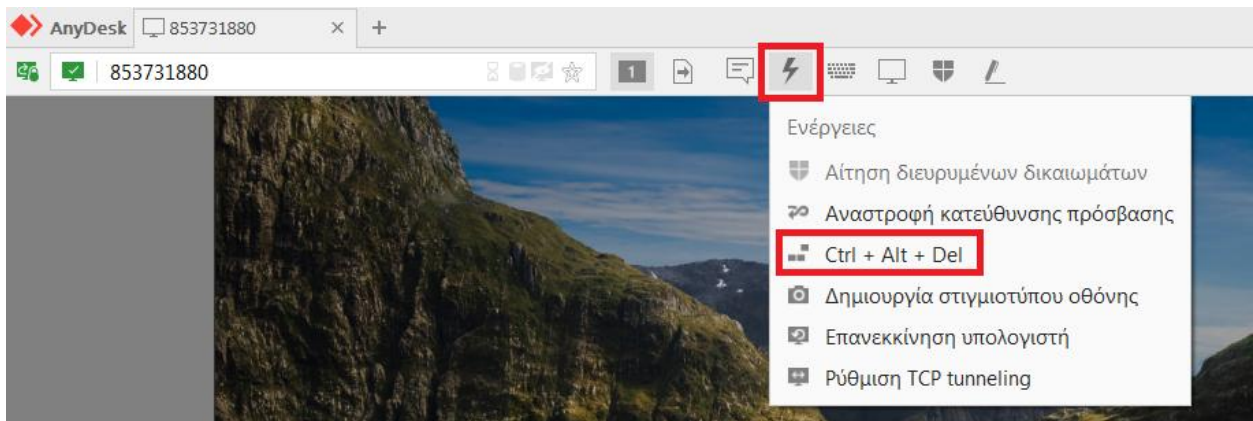 AnyDesk 853731880
853731880 1
Ενέργειες
Αίτηση διευρυμένων δικαιωμάτων
Αναστροφή κατεύθυνσης πρόσβασης
Ctrl + Alt + Del
Δημιουργία στιγμιοτύπου οθόνης
Επανεκκίνηση υπολογιστή
Ρύθμιση TCP tunneling